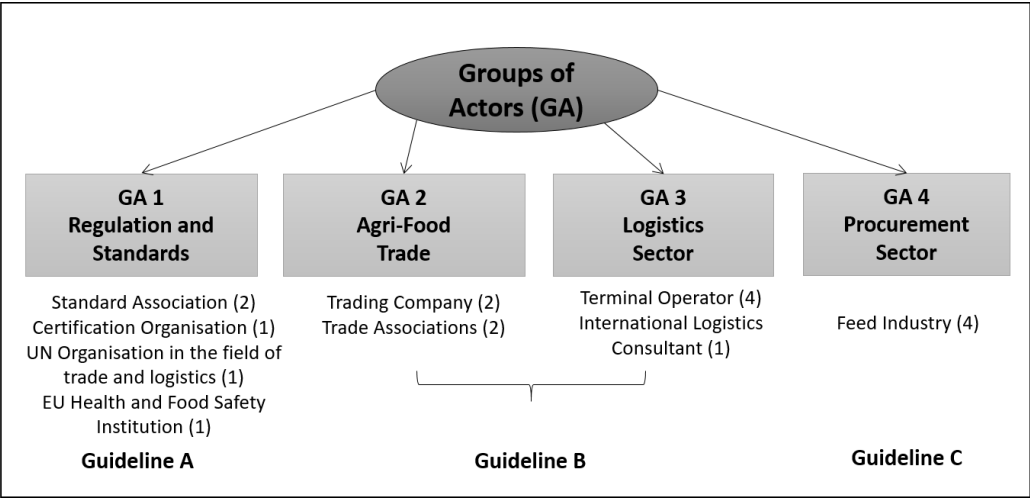 Groups of
Actors (GA)
GA 1
Regulation and
Standards
GA 2
Agri-Food
Trade
GA 3
Logistics
Sector
GA 4
Procurement
Sector
Standard Association (2)
Certification Organisation (1)
UN Organisation in the field of
trade and logistics (1)
EU Health and Food Safety
Institution (1)
Trading Company (2)
Trade Associations (2)
Terminal Operator (4)
International Logistics
Consultant (1)
Feed Industry (4)
Guideline A
Guideline B
Guideline C